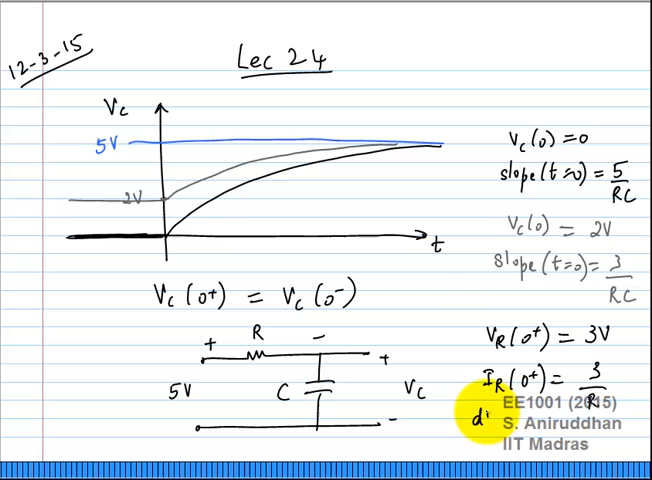 12-3-15
Lec 24
Vc
5V
2V
t
Vc(0) = 0
slope(t=0) = 5/RC
Vc(0) = 2V
slope(t=0) = 3/RC
Vc(0+) = Vc(0-)
VR(0+) = 3V
IR(0+) = 3/R
+ R - +
5V C Vc
-
di
EE1001 (2015)
S. Aniruddhan
IIT Madras